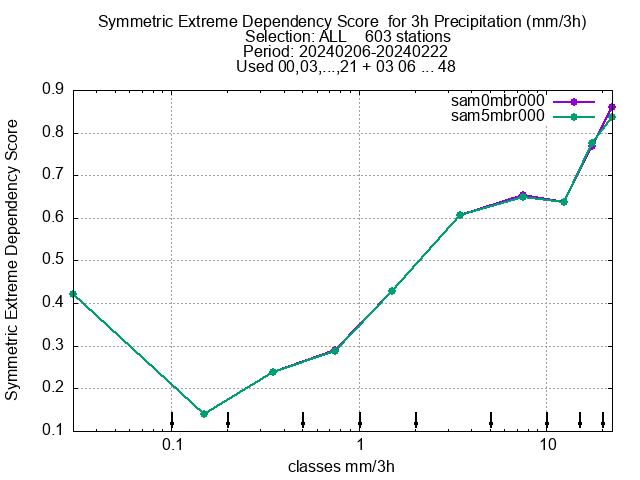 Symmetric Extreme Dependency Score  for 3h Precipitation (mm/3h)
Selection: ALL    603 stations
Period: 20240206-20240222
Used 00,03,...,21 + 03 06 ... 48
sam0mbr000
sam5mbr000
0.9
0.8
0.7
0.6
0.5
0.4
0.3
0.2
0.1
Symmetric Extreme Dependency Score
0.1 1 10
classes mm/3h